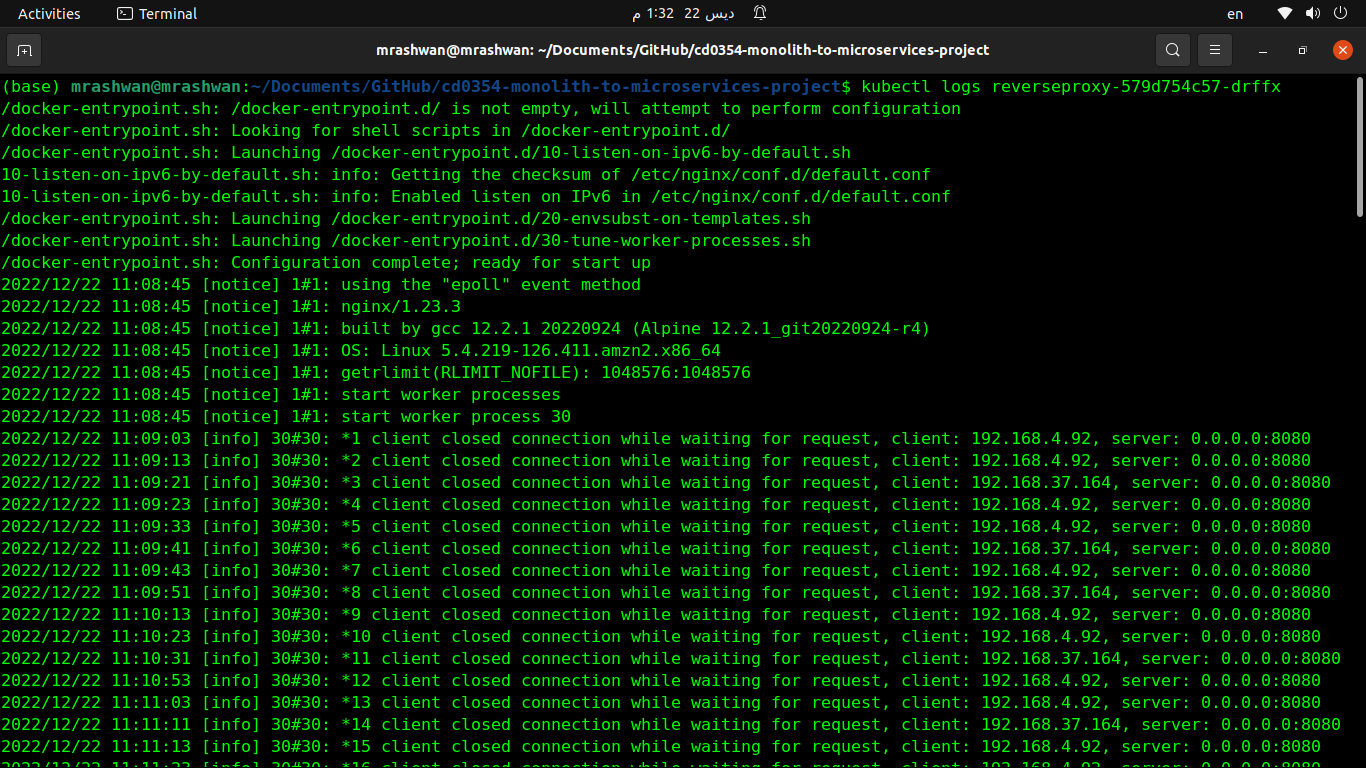 Activities Terminal 1:32 م 22 ديس en
mrashwan@mrashwan: ~/Documents/GitHub/cd0354-monolith-to-microservices-project
(base) mrashwan@mrashwan:~/Documents/GitHub/cd0354-monolith-to-microservices-project$ kubectl logs reverseproxy-579d754c57-drffx
/docker-entrypoint.sh: /docker-entrypoint.d/ is not empty, will attempt to perform configuration
/docker-entrypoint.sh: Looking for shell scripts in /docker-entrypoint.d/
/docker-entrypoint.sh: Launching /docker-entrypoint.d/10-listen-on-ipv6-by-default.sh
10-listen-on-ipv6-by-default.sh: info: Getting the checksum of /etc/nginx/conf.d/default.conf
10-listen-on-ipv6-by-default.sh: info: Enabled listen on IPv6 in /etc/nginx/conf.d/default.conf
/docker-entrypoint.sh: Launching /docker-entrypoint.d/20-envsubst-on-templates.sh
/docker-entrypoint.sh: Launching /docker-entrypoint.d/30-tune-worker-processes.sh
/docker-entrypoint.sh: Configuration complete; ready for start up
2022/12/22 11:08:45 [notice] 1#1: using the "epoll" event method
2022/12/22 11:08:45 [notice] 1#1: nginx/1.23.3
2022/12/22 11:08:45 [notice] 1#1: built by gcc 12.2.1 20220924 (Alpine 12.2.1_git20220924-r4)
2022/12/22 11:08:45 [notice] 1#1: OS: Linux 5.4.219-126.411.amzn2.x86_64
2022/12/22 11:08:45 [notice] 1#1: getrlimit(RLIMIT_NOFILE): 1048576:1048576
2022/12/22 11:08:45 [notice] 1#1: start worker processes
2022/12/22 11:08:45 [notice] 1#1: start worker process 30
2022/12/22 11:09:03 [info] 30#30: *1 client closed connection while waiting for request, client: 192.168.4.92, server: 0.0.0.0:8080
2022/12/22 11:09:13 [info] 30#30: *2 client closed connection while waiting for request, client: 192.168.4.92, server: 0.0.0.0:8080
2022/12/22 11:09:21 [info] 30#30: *3 client closed connection while waiting for request, client: 192.168.37.164, server: 0.0.0.0:8080
2022/12/22 11:09:23 [info] 30#30: *4 client closed connection while waiting for request, client: 192.168.4.92, server: 0.0.0.0:8080
2022/12/22 11:09:33 [info] 30#30: *5 client closed connection while waiting for request, client: 192.168.4.92, server: 0.0.0.0:8080
2022/12/22 11:09:41 [info] 30#30: *6 client closed connection while waiting for request, client: 192.168.37.164, server: 0.0.0.0:8080
2022/12/22 11:09:43 [info] 30#30: *7 client closed connection while waiting for request, client: 192.168.4.92, server: 0.0.0.0:8080
2022/12/22 11:09:51 [info] 30#30: *8 client closed connection while waiting for request, client: 192.168.37.164, server: 0.0.0.0:8080
2022/12/22 11:10:13 [info] 30#30: *9 client closed connection while waiting for request, client: 192.168.4.92, server: 0.0.0.0:8080
2022/12/22 11:10:23 [info] 30#30: *10 client closed connection while waiting for request, client: 192.168.4.92, server: 0.0.0.0:8080
2022/12/22 11:10:31 [info] 30#30: *11 client closed connection while waiting for request, client: 192.168.37.164, server: 0.0.0.0:8080
2022/12/22 11:10:53 [info] 30#30: *12 client closed connection while waiting for request, client: 192.168.4.92, server: 0.0.0.0:8080
2022/12/22 11:11:03 [info] 30#30: *13 client closed connection while waiting for request, client: 192.168.4.92, server: 0.0.0.0:8080
2022/12/22 11:11:11 [info] 30#30: *14 client closed connection while waiting for request, client: 192.168.37.164, server: 0.0.0.0:8080
2022/12/22 11:11:13 [info] 30#30: *15 client closed connection while waiting for request, client: 192.168.4.92, server: 0.0.0.0:8080
2022/12/22 11:11:23 [info] 30#30: *16 client closed connection while waiting for request, client: 192.168.4.92, server: 0.0.0.0:8080